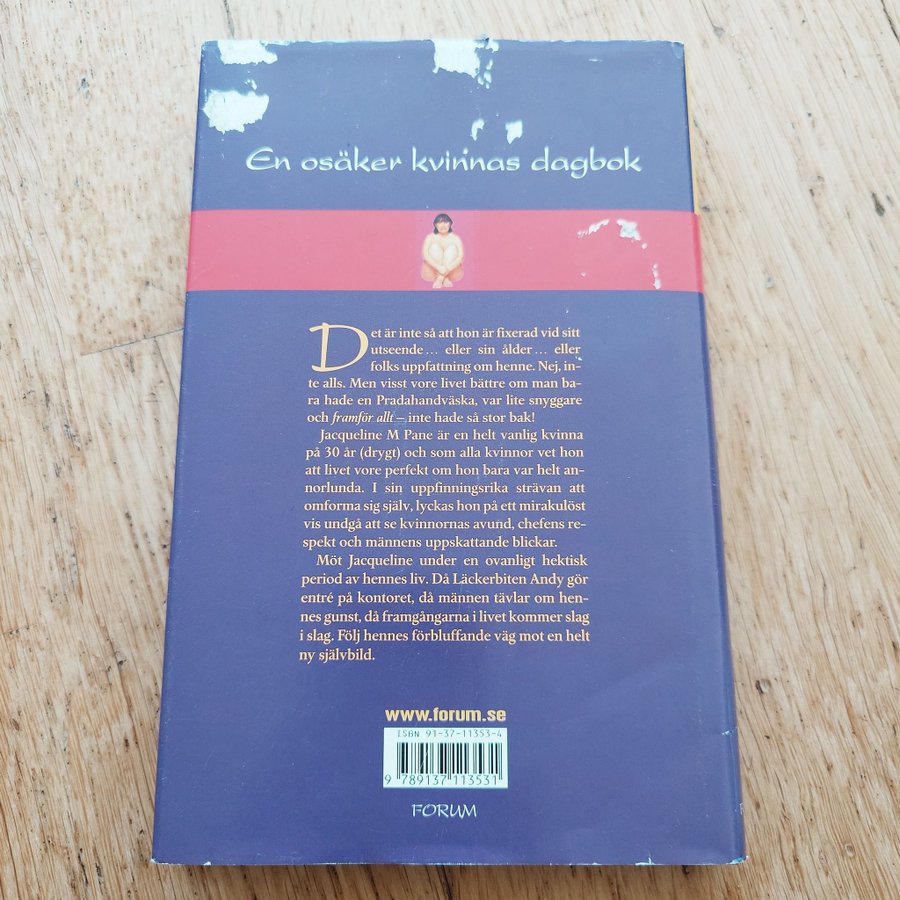 En osäker kvinnas dagbok
Det är inte så att hon är fixerad vid sitt
utseende... eller sin ålder... eller
folks uppfattning om henne. Nej, in-
te alls. Men visst vore livet bättre om man ba-
ra hade en Pradahandväska, var lite snyggare
och framför allt – inte hade så stor bak!
Jacqueline M Pane är en helt vanlig kvinna
på 30 år (drygt) och som alla kvinnor vet hon
att livet vore perfekt om hon bara var helt an-
norlunda. I sin uppfinningsrika strävan att
omforma sig själv, lyckas hon på ett mirakulöst
vis undgå att se kvinnornas avund, chefens re-
spekt och männens uppskattande blickar.
Möt Jacqueline under en ovanligt hektisk
period av hennes liv. Då Läckerbiten Andy gör
entré på kontoret, då männen tävlar om hen-
nes gunst, då framgångarna i livet kommer slag
i slag. Följ hennes förbluffande väg mot en helt
ny självbild.
www.forum.se
ISBN 91-37-11353-4
9 789137 113531
FORUM